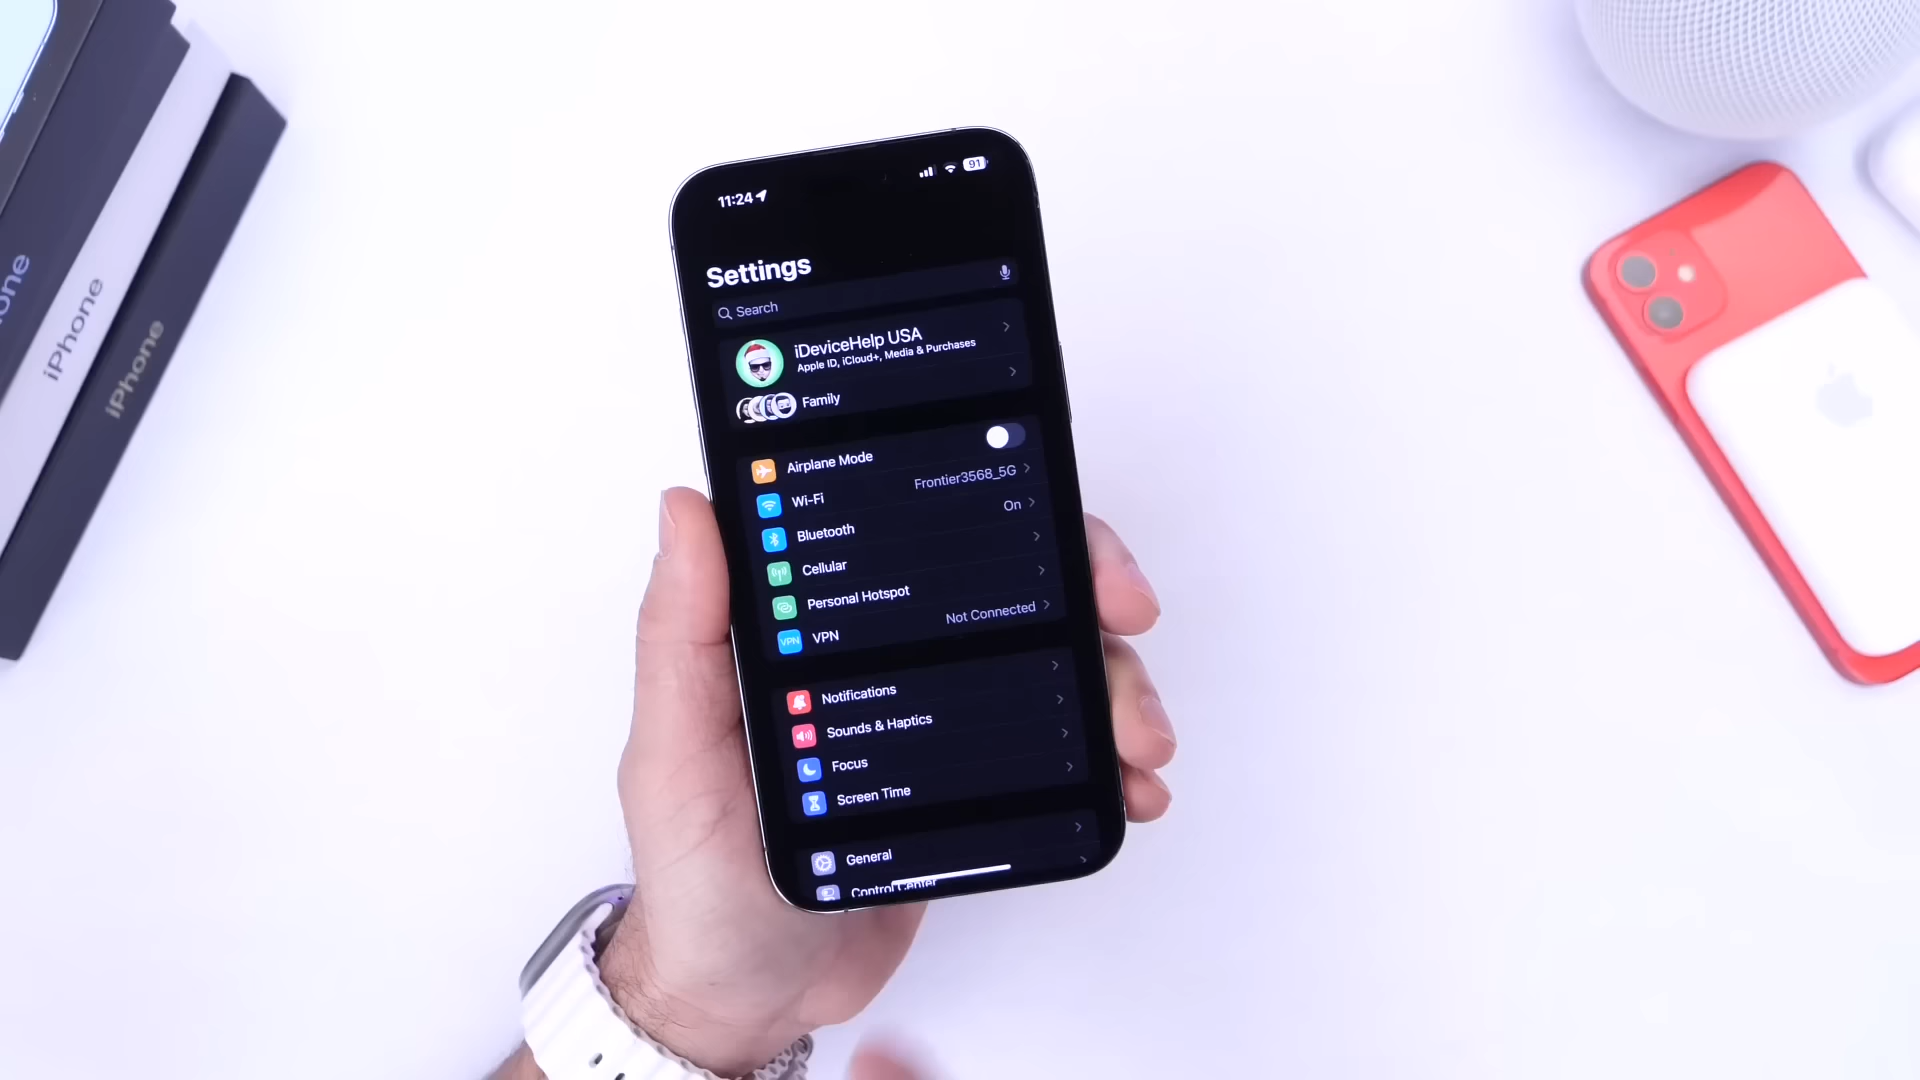 11:24
91
Settings
Search
iDeviceHelp USA
Apple ID, iCloud+, Media & Purchases
Family
Airplane Mode
Wi-Fi
Frontier3568_5G
Bluetooth
On
Cellular
Personal Hotspot
VPN
VPN
Not Connected
Notifications
Sounds & Haptics
Focus
Screen Time
General
Control Center
iPhone
iPhone